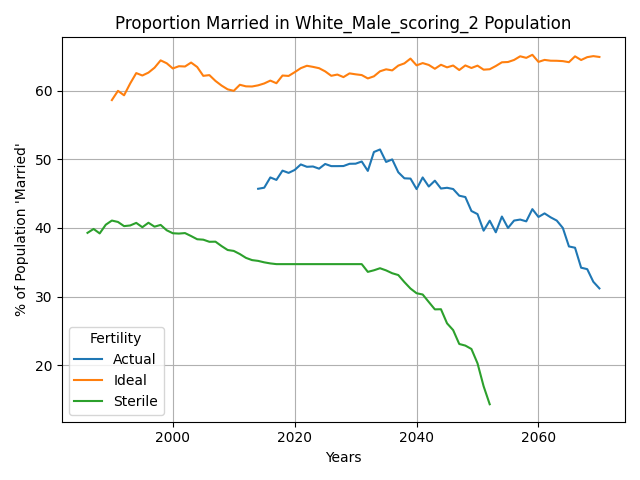 Proportion Married in White_Male_scoring_2 Population
% of Population 'Married'
60
50
40
30
20
Fertility
Actual
Ideal
Sterile
2000
2020
2040
2060
Years